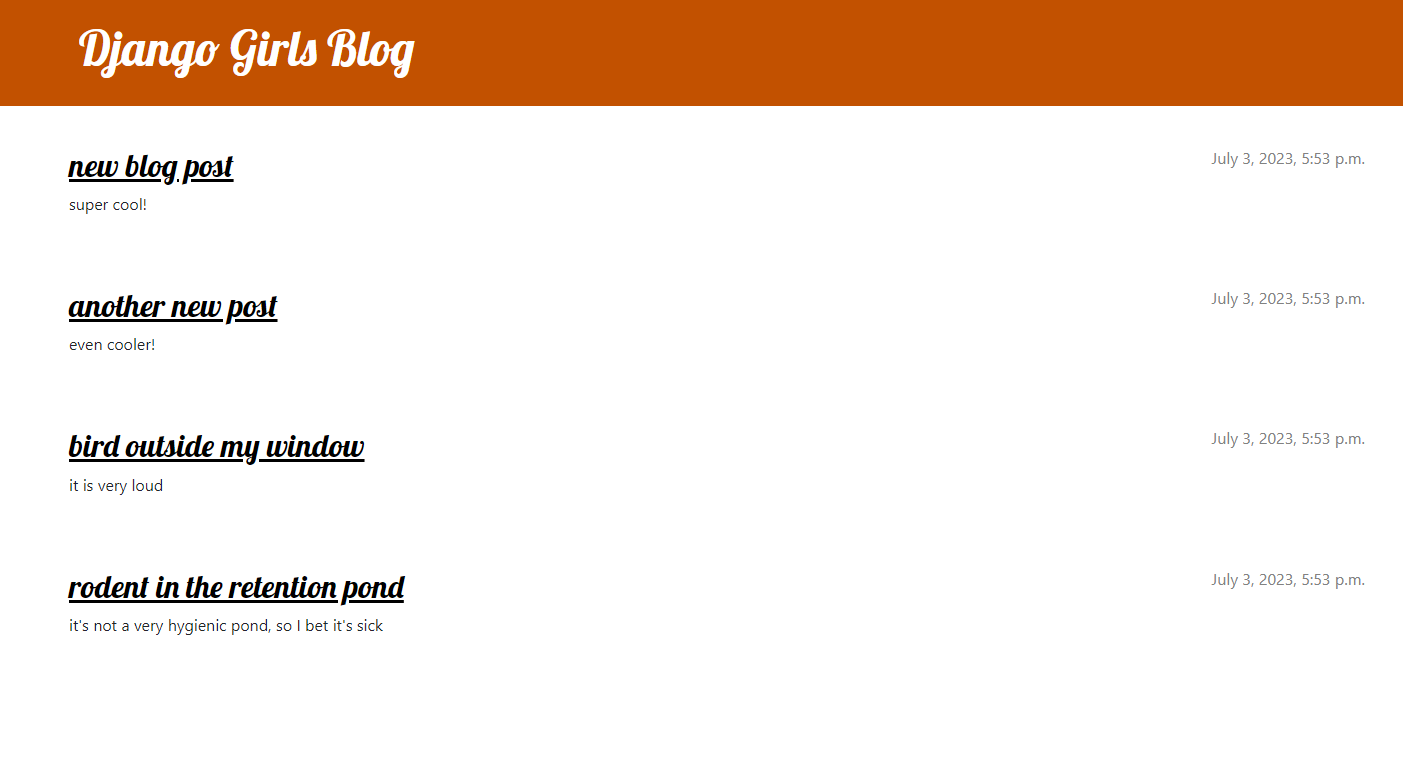 Django Girls Blog
new blog post
July 3, 2023, 5:53 p.m.
super cool!
another new post
July 3, 2023, 5:53 p.m.
even cooler!
bird outside my window
July 3, 2023, 5:53 p.m.
it is very loud
rodent in the retention pond
July 3, 2023, 5:53 p.m.
it's not a very hygienic pond, so I bet it's sick